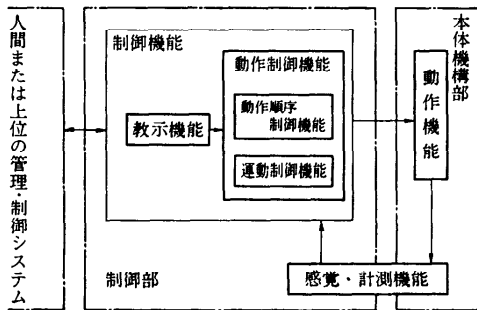 人間または上位の管理・制御システム
制御機能
動作制御機能
動作順序
制御機能
教示機能
運動制御機能
制御部
本体機構部
動作機能
感覚・計測機能